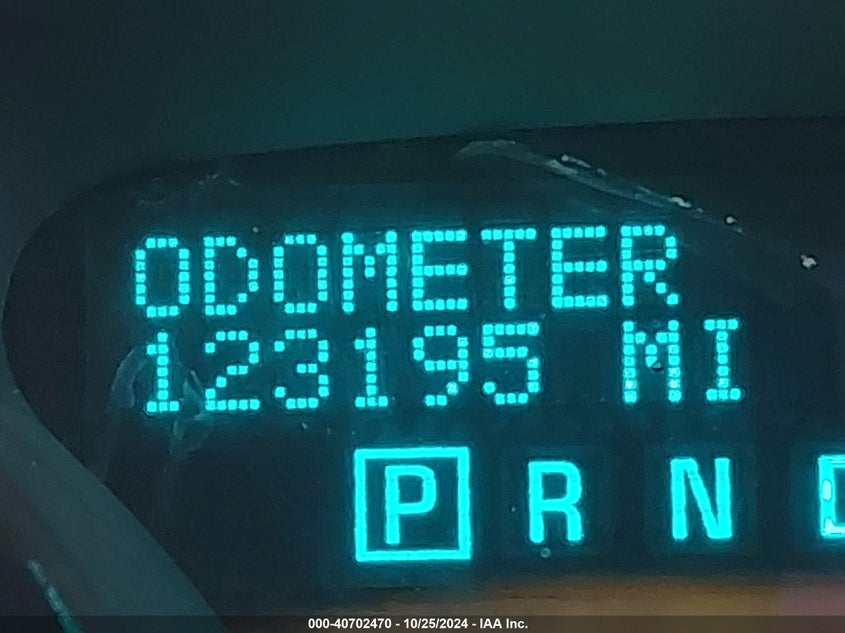 ODOMETER
123195 MI
P R N
000-40702470 - 10/25/2024 - IAA Inc.